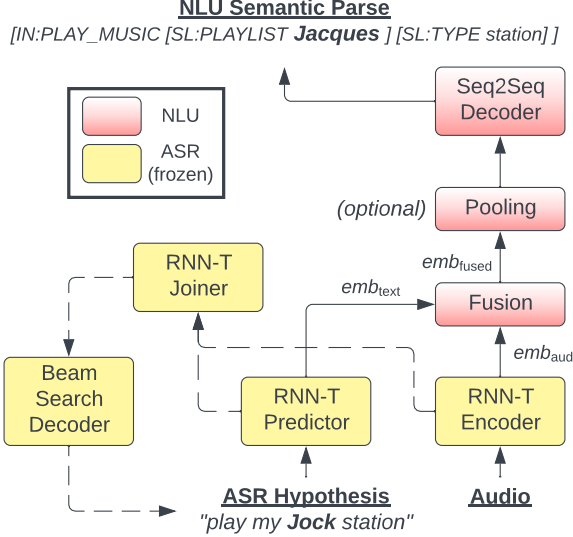 NLU Semantic Parse
[IN:PLAY_MUSIC [SL:PLAYLIST Jacques ] [SL:TYPE station] ]
Seq2Seq
Decoder
NLU
ASR
(frozen)
(optional)
Pooling
emb_fused
RNN-T
Joiner
emb_text
Fusion
emb_aud
Beam
Search
Decoder
RNN-T
Predictor
RNN-T
Encoder
ASR Hypothesis
Audio
"play my Jock station"